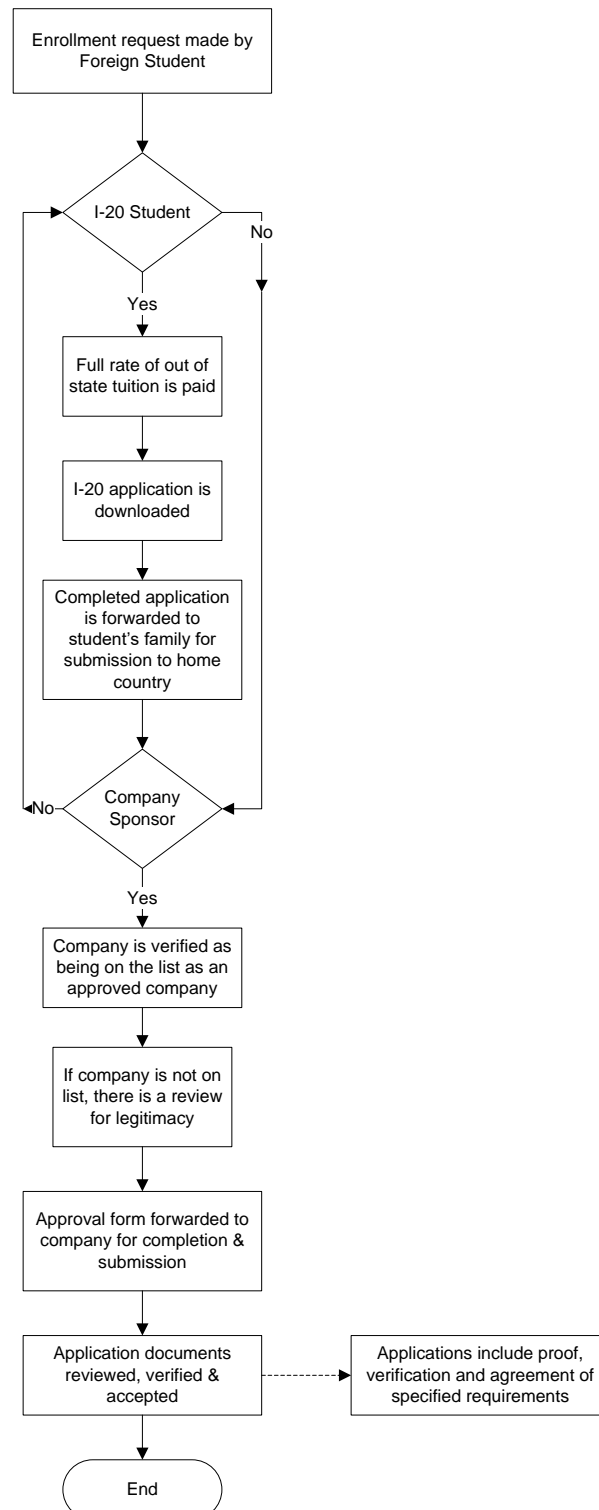 Enrollment request made by
Foreign Student
I-20 Student
No
Yes
Full rate of out of
state tuition is paid
I-20 application is
downloaded
Completed application
is forwarded to
student’s family for
submission to home
country
Company
Sponsor
No
Yes
Company is verified as
being on the list as an
approved company
If company is not on
list, there is a review
for legitimacy
Approval form forwarded to
company for completion &
submission
Application documents
reviewed, verified &
accepted
Applications include proof,
verification and agreement of
specified requirements
End